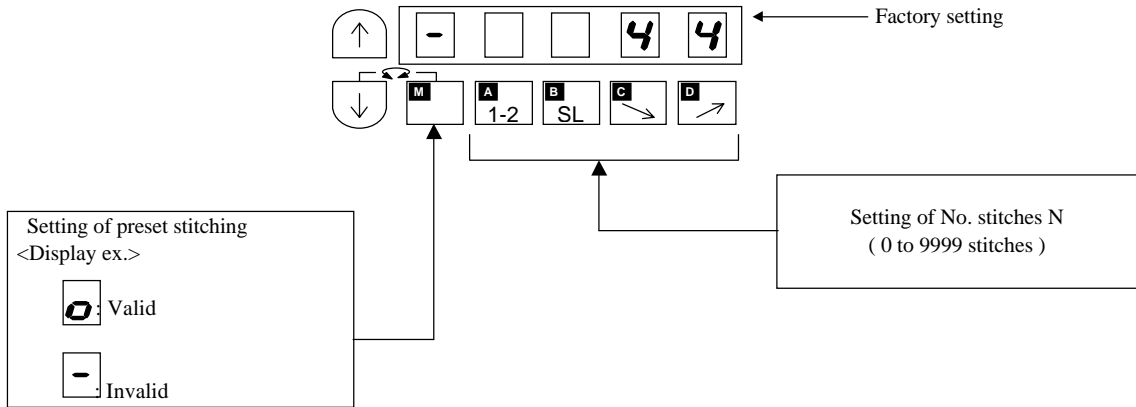 - 4 4
Factory setting
M A B C D
1-2 SL
Setting of preset stitching
<Display ex.>
o : Valid
- : Invalid
Setting of No. stitches N
( 0 to 9999 stitches )